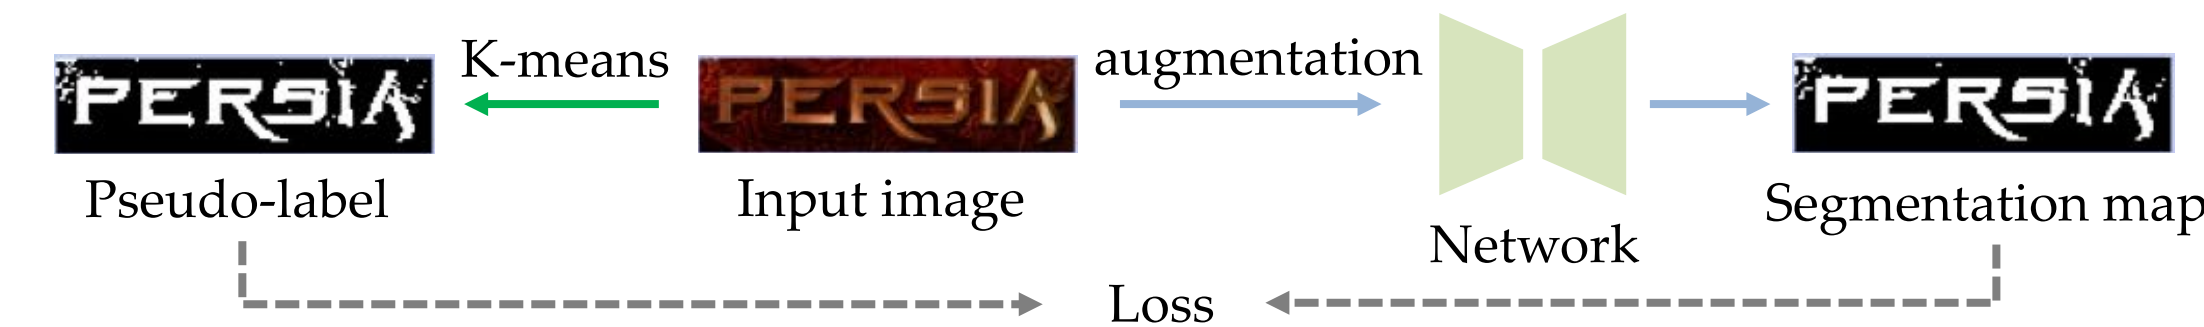 K-means
augmentation
PERSIA
PERSIA
PERSIA
Pseudo-label
Input image
Network
Segmentation map
Loss